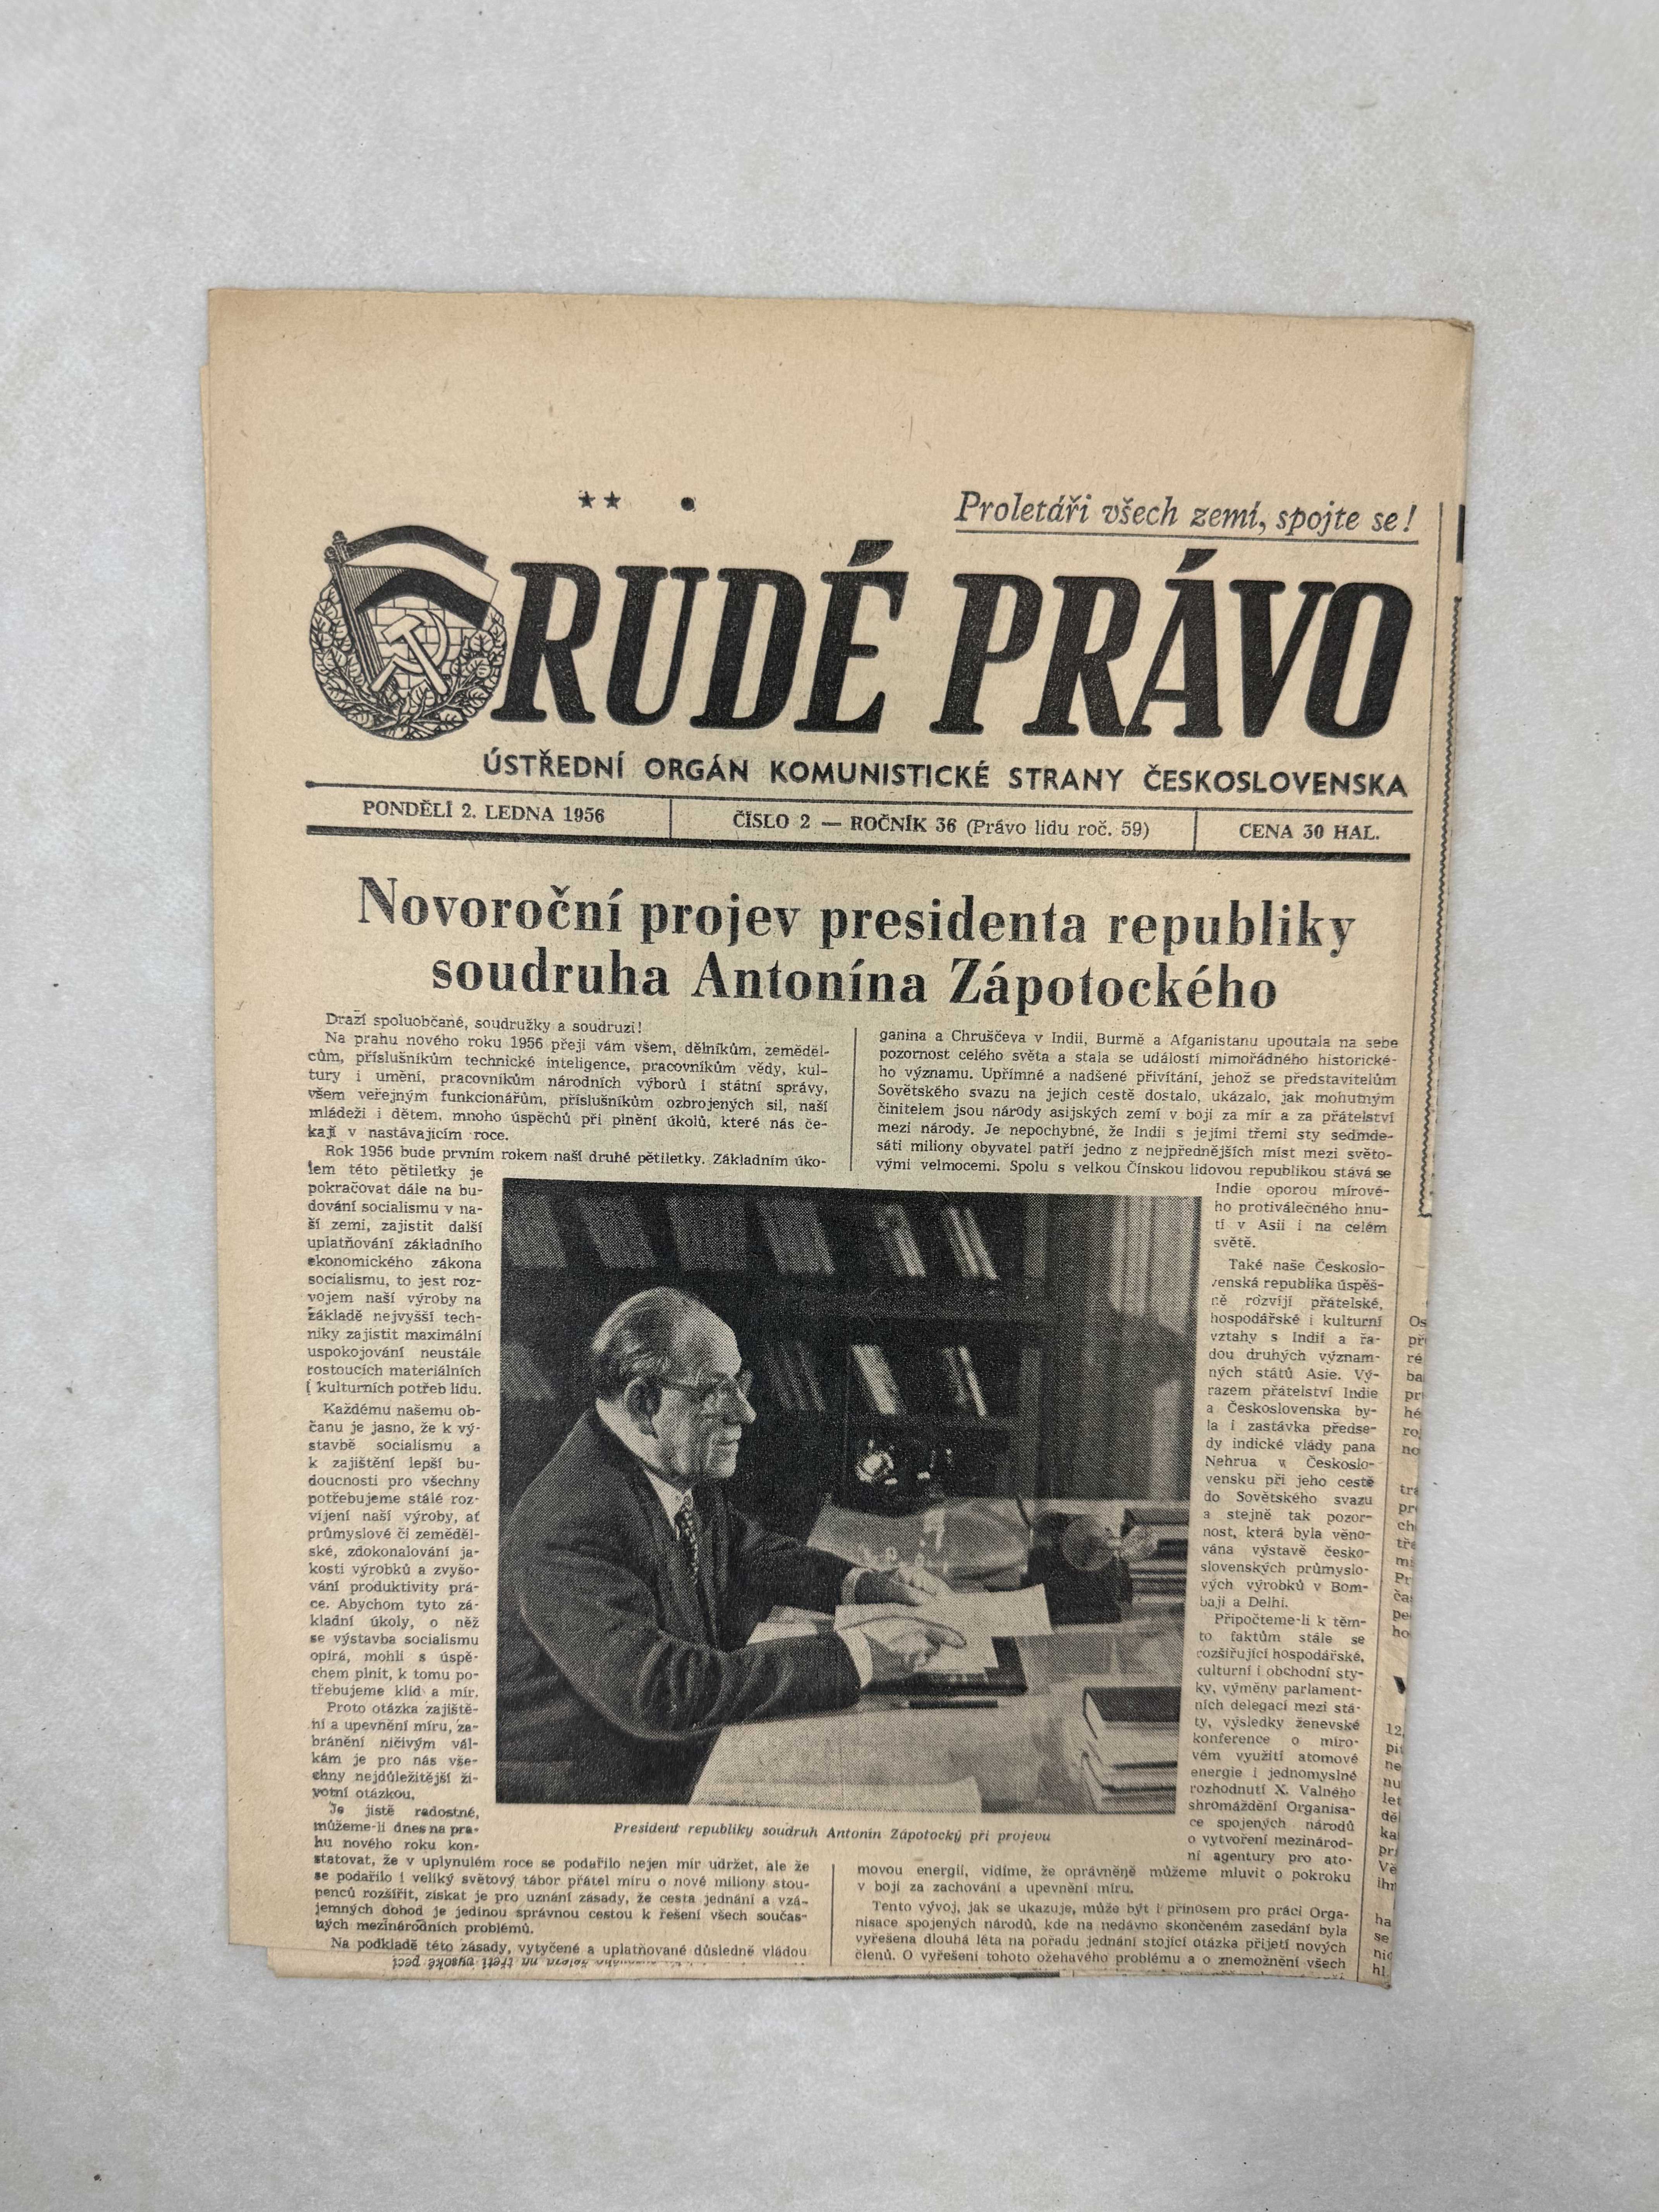 Proletáři všech zemí, spojte se!
RUDÉ PRÁVO
ÚSTŘEDNÍ ORGÁN KOMUNISTICKÉ STRANY ČESKOSLOVENSKA
PONDĚLÍ 2. LEDNA 1956
ČÍSLO 2 — ROČNÍK 36 (Právo lidu roč. 59)
CENA 30 HAL.
Novoroční projev presidenta republiky
soudruha Antonína Zápotockého
Drazí spoluobčané, soudružky a soudruzi!
Na prahu nového roku 1956 přeji vám všem, dělníkům, zeměděl-
cům, příslušníkům technické inteligence, pracovníkům vědy, kul-
tury i umění, pracovníkům národních výborů i státní správy,
všem veřejným funkcionářům, příslušníkům ozbrojených sil, naší
mládeži i dětem, mnoho úspěchů při plnění úkolů, které nás če-
kají v nastávajícím roce.
Rok 1956 bude prvním rokem naší druhé pětiletky. Základním úko-
lem této pětiletky je
pokračovat dále na bu-
dování socialismu v na-
ší zemi, zajistit další
uplatňování základního
ekonomického zákona
socialismu, to jest roz-
vojem naší výroby na
základě nejvyšší tech-
niky zajistit maximální
uspokojování neustále
rostoucích materiálních
i kulturních potřeb lidu.
Každému našemu ob-
čanu je jasno, že k vý-
stavbě socialismu a
k zajištění lepší bu-
doucnosti pro všechny
potřebujeme stálé roz-
víjení naší výroby, ať
průmyslové či zeměděl-
ské, zdokonalování ja-
kosti výrobků a zvyšo-
vání produktivity prá-
ce. Abychom tyto zá-
kladní úkoly, o něž
se výstavba socialismu
opírá, mohli s úspě-
chem plnit, k tomu po-
třebujeme klid a mír.
Proto otázka zajiště-
ní a upevnění míru, za-
bránění ničivým vál-
kám je pro nás vše-
chny nejdůležitější ži-
votní otázkou.
Je jistě radostné,
můžeme-li dnes na pra-
hu nového roku kon-
statovat, že v uplynulém roce se podařilo nejen mír udržet, ale že
se podařilo i veliký světový tábor přátel míru o nové miliony stou-
penců rozšířit, získat je pro uznání zásady, že cesta jednání a vzá-
jemných dohod je jedinou správnou cestou k řešení všech součas-
ných mezinárodních problémů.
Na podkladě této zásady, vytyčené a uplatňované důsledně vládou
President republiky soudruh Antonín Zápotocký při projevu
ganina a Chruščeva v Indii, Burmě a Afganistanu upoutala na sebe
pozornost celého světa a stala se událostí mimořádného historické-
ho významu. Upřímné a nadšené přivítání, jehož se představitelům
Sovětského svazu na jejich cestě dostalo, ukázalo, jak mohutným
činitelem jsou národy asijských zemí v boji za mír a za přátelství
mezi národy. Je nepochybné, že Indii s jejími třemi sty sedmde-
sáti miliony obyvatel patří jedno z nejpřednějších míst mezi světo-
vými velmocemi. Spolu s velkou Čínskou lidovou republikou stává se
Indie oporou mírové-
ho protiválečného hnu-
tí v Asii i na celém
světě.
Také naše Českoslo-
venská republika úspěš-
ně rozvíjí přátelské,
hospodářské i kulturní
vztahy s Indií a řa-
dou druhých význam-
ných států Asie. Vý-
razem přátelství Indie
a Československa by-
la i zastávka předse-
dy indické vlády pana
Nehrua v Českoslo-
vensku při jeho cestě
do Sovětského svazu
a stejně tak pozor-
nost, která byla věno-
vána výstavě česko-
slovenských průmyslo-
vých výrobků v Bom-
baji a Delhi.
Připočteme-li k těm-
to faktům stále se
rozšiřující hospodářské,
kulturní i obchodní sty-
ky, výměny parlament-
ních delegací mezi stá-
ty, výsledky ženevské
konference o míro-
vém využití atomové
energie i jednomyslné
rozhodnutí X. Valného
shromáždění Organisa-
ce spojených národů
o vytvoření mezinárod-
ní agentury pro ato-
movou energii, vidíme, že oprávněně můžeme mluvit o pokroku
v boji za zachování a upevnění míru.
Tento vývoj, jak se ukazuje, může být i přínosem pro práci Orga-
nisace spojených národů, kde na nedávno skončeném zasedání byla
vyřešena dlouhá léta na pořadu jednání stojící otázka přijetí nových
členů. O vyřešení tohoto ožehavého problému a o znemožnění všech